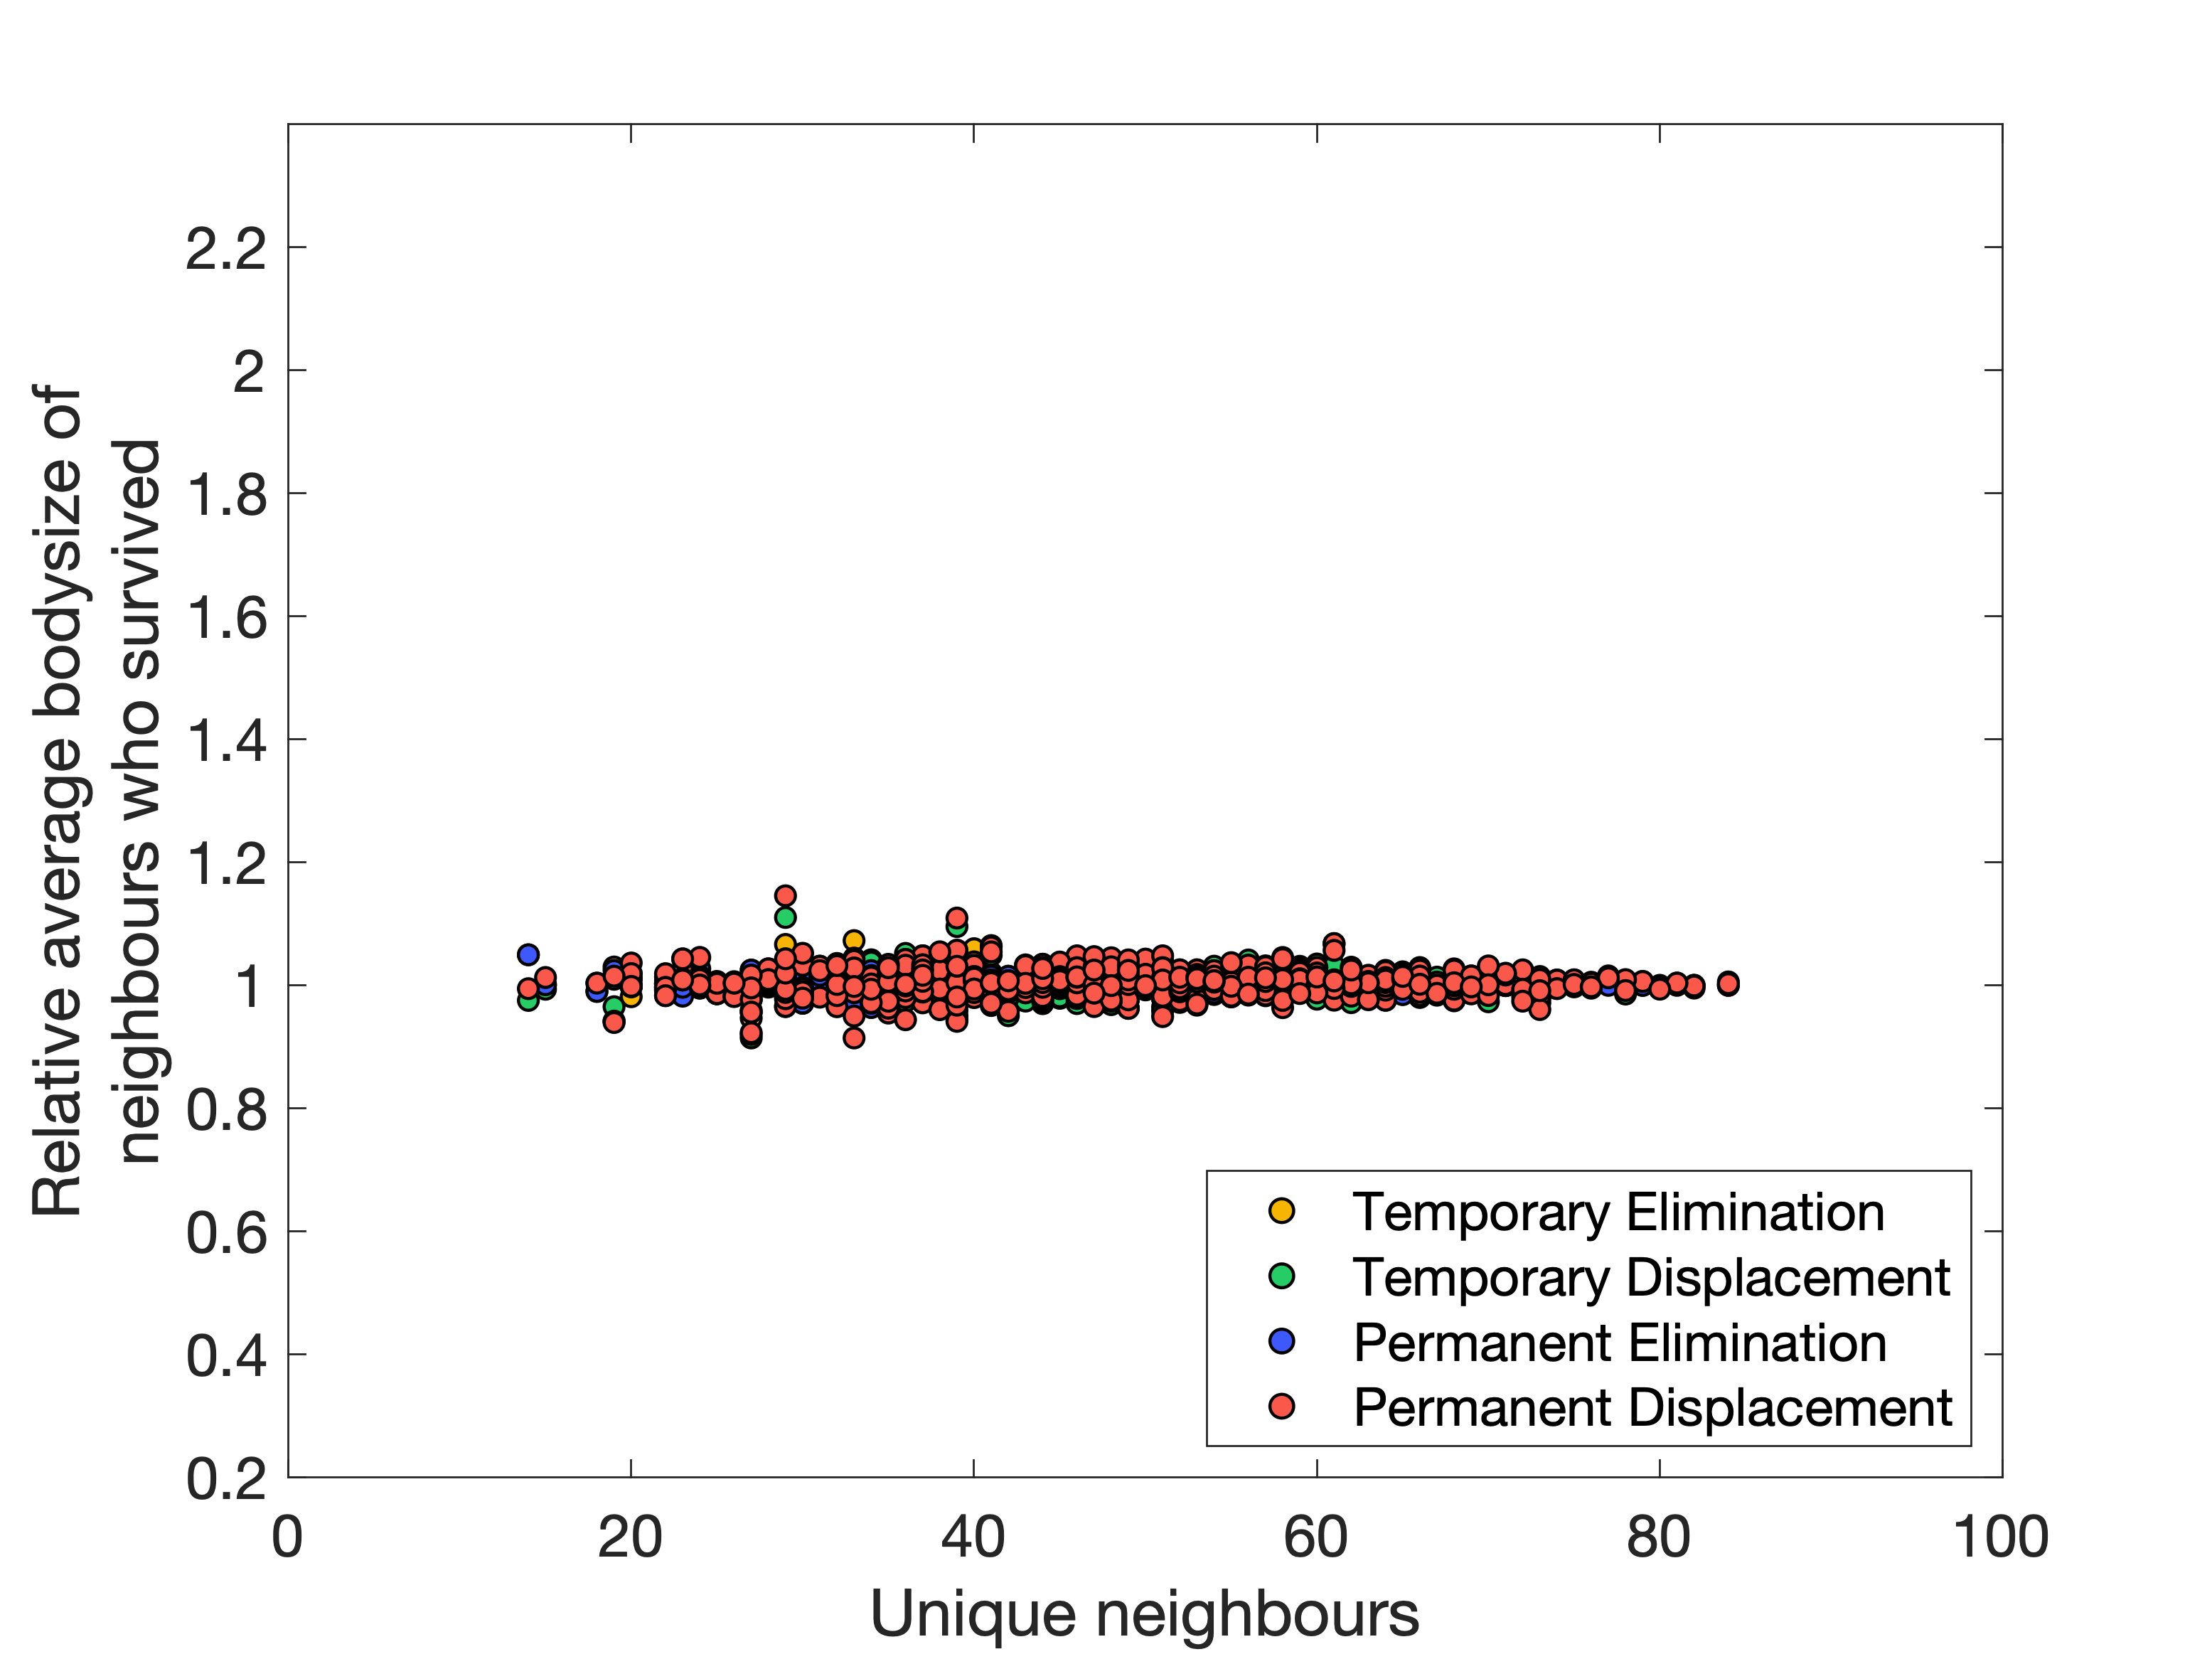 Relative average bodysize of
neighbours who survived
2.2
2
1.8
1.6
1.4
1.2
1
0.8
0.6
0.4
0.2
0
20
40
60
80
100
Unique neighbours
Temporary Elimination
Temporary Displacement
Permanent Elimination
Permanent Displacement